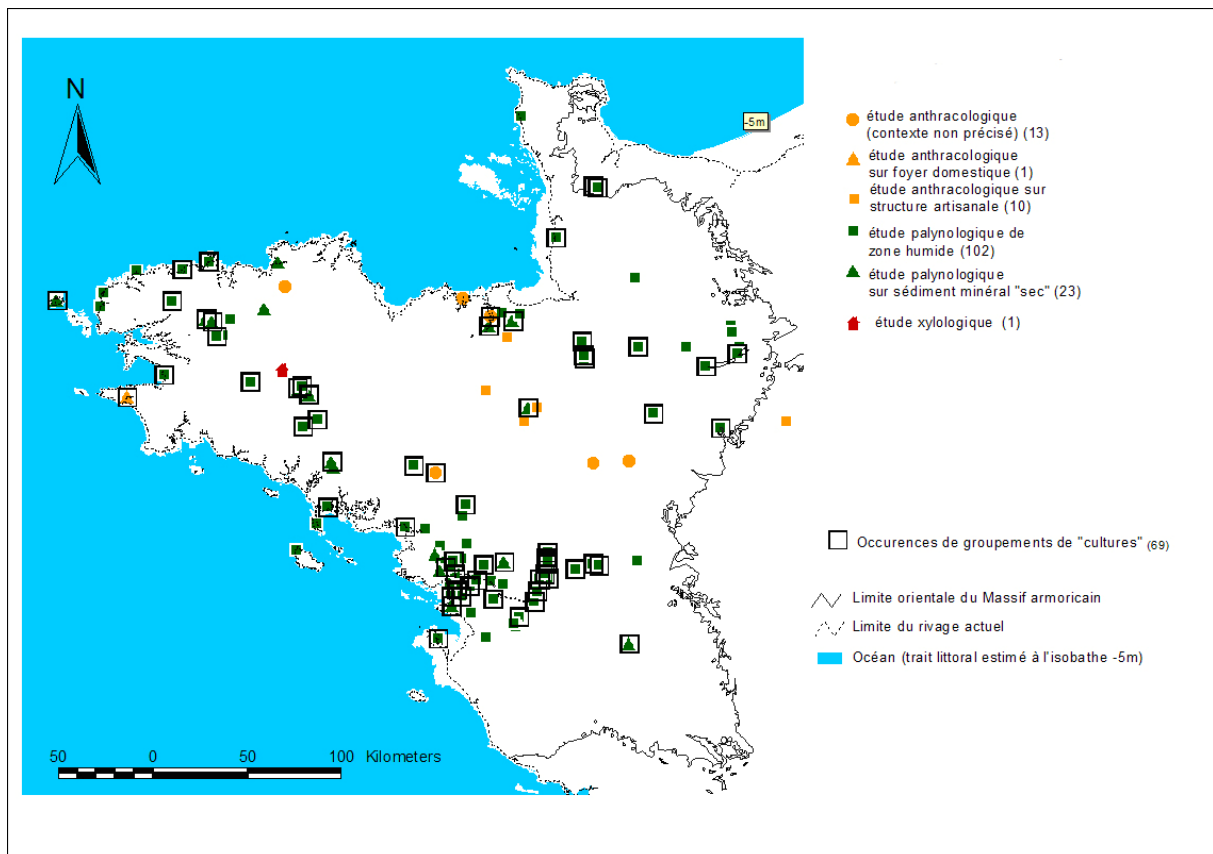 N
-5m
étude anthracologique
(contexte non précisé) (13)
étude anthracologique
sur foyer domestique (1)
étude anthracologique sur
structure artisanale (10)
étude palynologique de
zone humide (102)
étude palynologique
sur sédiment minéral "sec" (23)
étude xylologique (1)
Occurences de groupements de "cultures" (69)
Limite orientale du Massif armoricain
Limite du rivage actuel
Océan (trait littoral estimé à l'isobathe -5m)
50 0 50 100 Kilometers